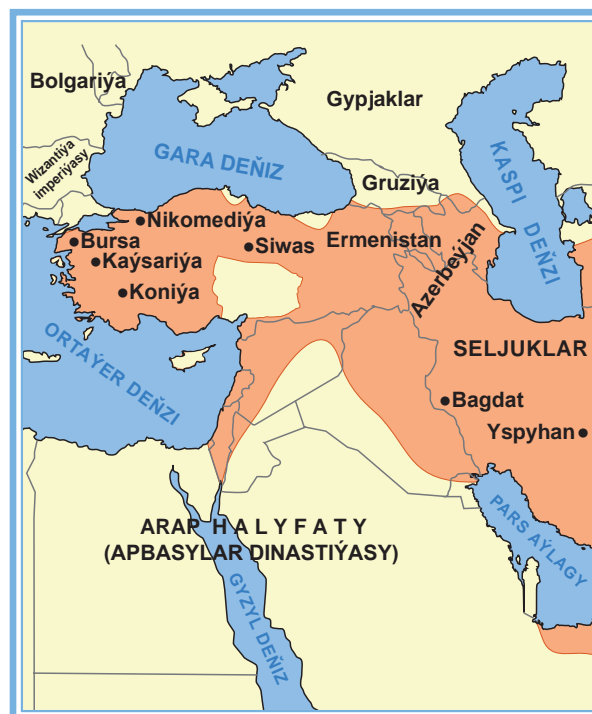 Bolgariýa
Gypjaklar
Wizantiýa
imperiýasy
GARA DEŇIZ
KASPI DEŇZI
Gruziýa
Nikomediýa
Bursa
Siwas
Ermenistan
Azerbeýjan
Kaýsariýa
Koniýa
ORTAÝER DEŇZI
SELJUKLAR
Bagdat
Yspyhan
PARS AÝLAGY
ARAP HALYFATY
(APBASYLAR DINASTIÝASY)
GYZYL DEŇIZ